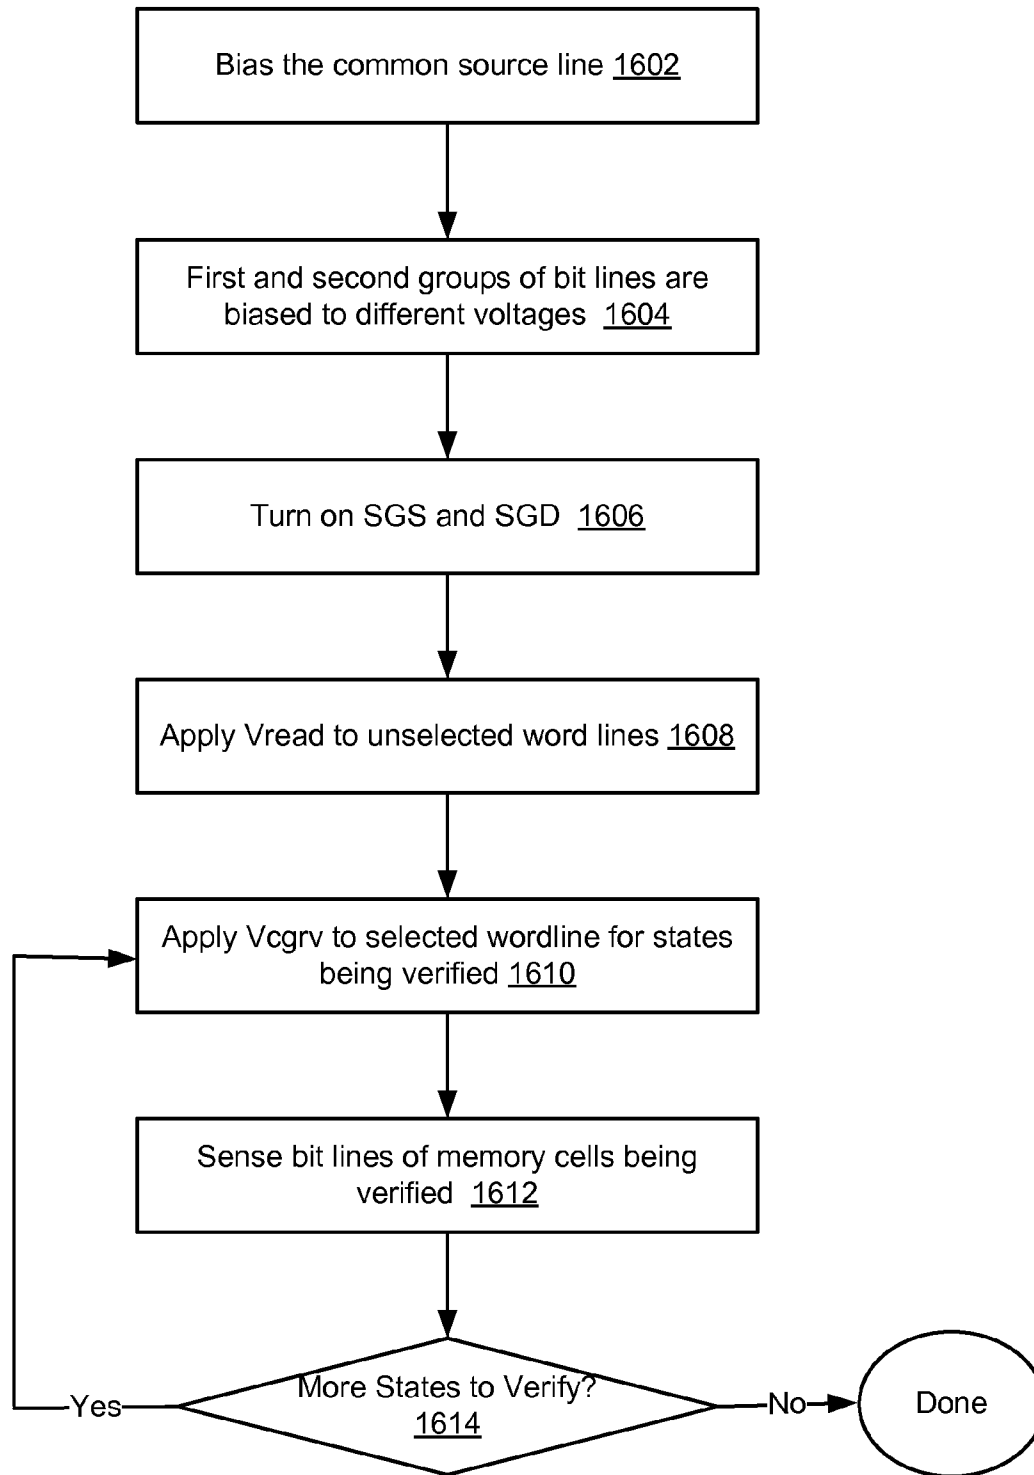 Bias the common source line 1602
First and second groups of bit lines are
biased to different voltages 1604
Turn on SGS and SGD 1606
Apply Vread to unselected word lines 1608
Apply Vcgrv to selected wordline for states
being verified 1610
Sense bit lines of memory cells being
verified 1612
More States to Verify?
1614
Yes
No
Done